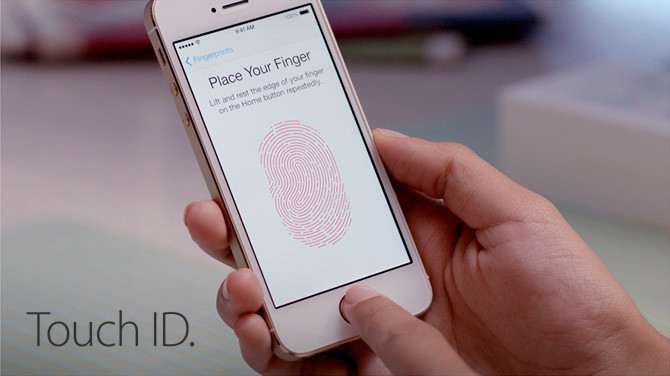 9:41 AM
100%
Fingerprints
Place Your Finger
Lift and rest the edge of your finger
on the Home button repeatedly.
Touch ID.